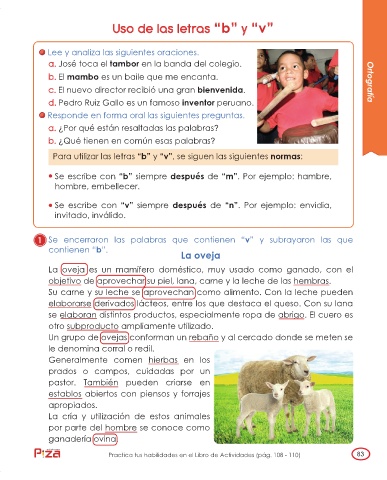 Uso de las letras “b” y “v”
Lee y analiza las siguientes oraciones.
a. José toca el tambor en la banda del colegio.
b. El mambo es un baile que me encanta.
c. El nuevo director recibió una gran bienvenida.
d. Pedro Ruiz Gallo es un famoso inventor peruano.
Responde en forma oral las siguientes preguntas.
a. ¿Por qué están resaltadas las palabras?
b. ¿Qué tienen en común esas palabras?
Ortografía
Para utilizar las letras “b” y “v”, se siguen las siguientes normas:
• Se escribe con “b” siempre después de “m”. Por ejemplo: hambre,
hombre, embellecer.
• Se escribe con “v” siempre después de “n”. Por ejemplo: envidia,
invitado, inválido.
1 Se encerraron las palabras que contienen “v” y subrayaron las que
contienen “b”.
La oveja
La oveja es un mamífero doméstico, muy usado como ganado, con el
objetivo de aprovechar su piel, lana, carne y la leche de las hembras.
Su carne y su leche se aprovechan como alimento. Con la leche pueden
elaborarse derivados lácteos, entre los que destaca el queso. Con su lana
se elaboran distintos productos, especialmente ropa de abrigo. El cuero es
otro subproducto ampliamente utilizado.
Un grupo de ovejas conforman un rebaño y al cercado donde se meten se
le denomina corral o redil.
Generalmente comen hierbas en los
prados o campos, cuidadas por un
pastor. También pueden criarse en
establos abiertos con piensos y forrajes
apropiados.
La cría y utilización de estos animales
por parte del hombre se conoce como
ganadería ovina.
Pizza
Practica tus habilidades en el Libro de Actividades (pág. 108 - 110)
83